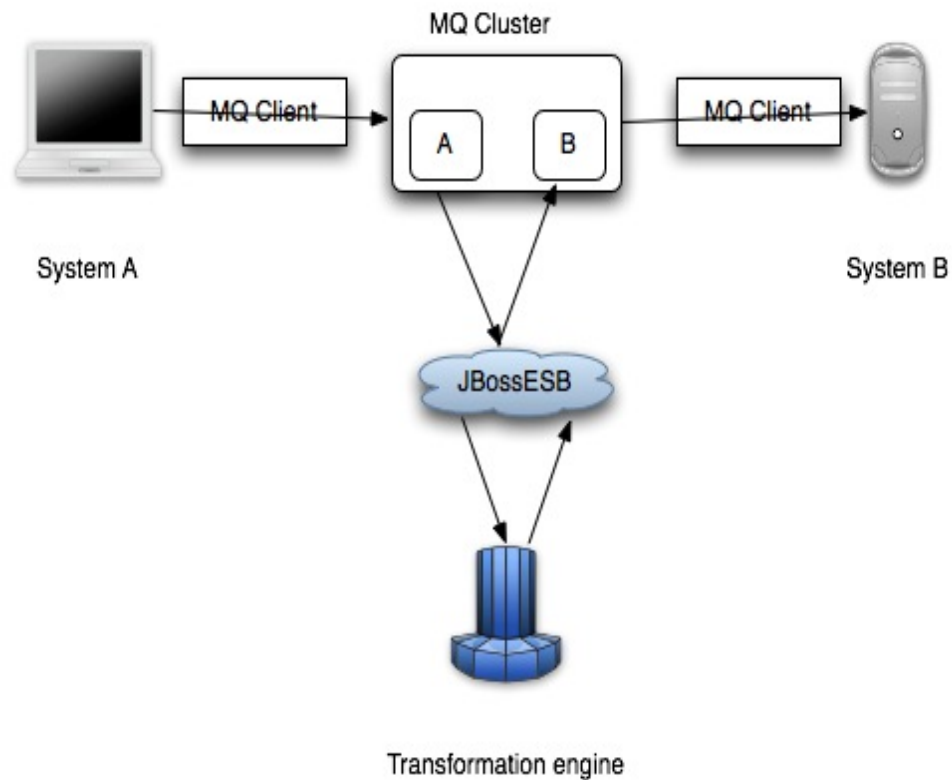 MQ Cluster
MQ Client
A
B
MQ Client
System A
System B
JBossESB
Transformation engine